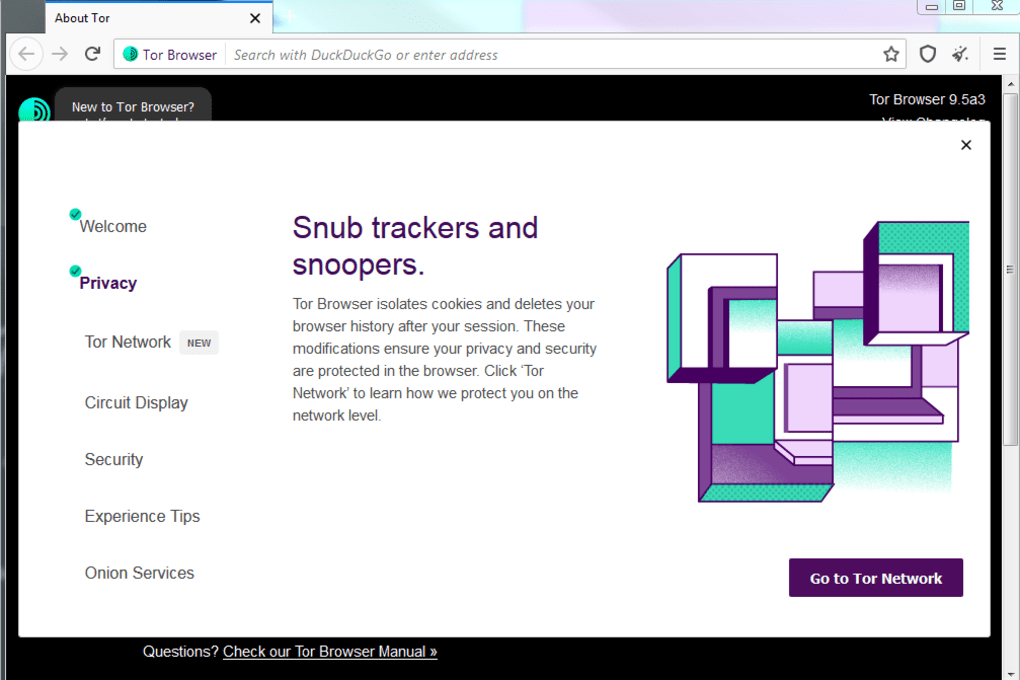 About Tor
Tor Browser
Search with DuckDuckGo or enter address
New to Tor Browser?
Tor Browser 9.5a3
View Changelog
Welcome
Privacy
Tor Network NEW
Circuit Display
Security
Experience Tips
Onion Services
Snub trackers and
snoopers.
Tor Browser isolates cookies and deletes your
browser history after your session. These
modifications ensure your privacy and security
are protected in the browser. Click ‘Tor
Network’ to learn how we protect you on the
network level.
Go to Tor Network
Questions? Check our Tor Browser Manual »